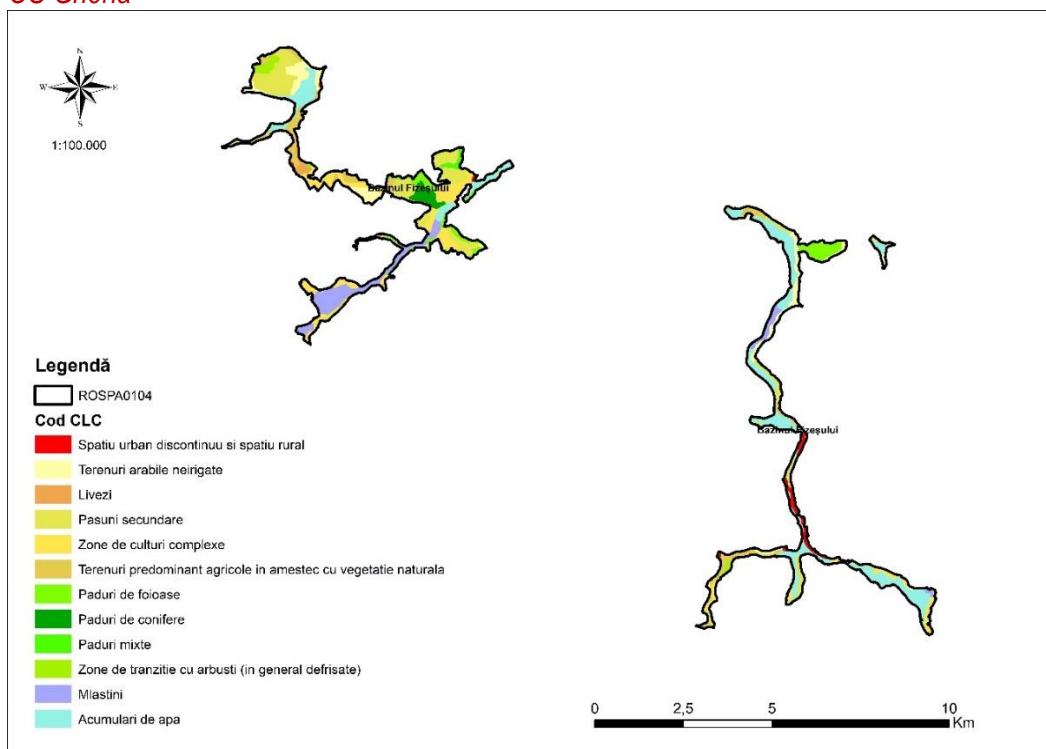 N
W
E
S
1:100.000
Bazinul Fizeșului
Bazinul Fizeșului
Legendă
ROSPA0104
Cod CLC
Spatiu urban discontinuu si spatiu rural
Terenuri arabile neirigate
Livezi
Pasuni secundare
Zone de culturi complexe
Terenuri predominant agricole in amestec cu vegetatie naturala
Paduri de foioase
Paduri de conifere
Paduri mixte
Zone de tranzitie cu arbusti (in general defrisate)
Mlastini
Acumulari de apa
0 2,5 5 10
Km